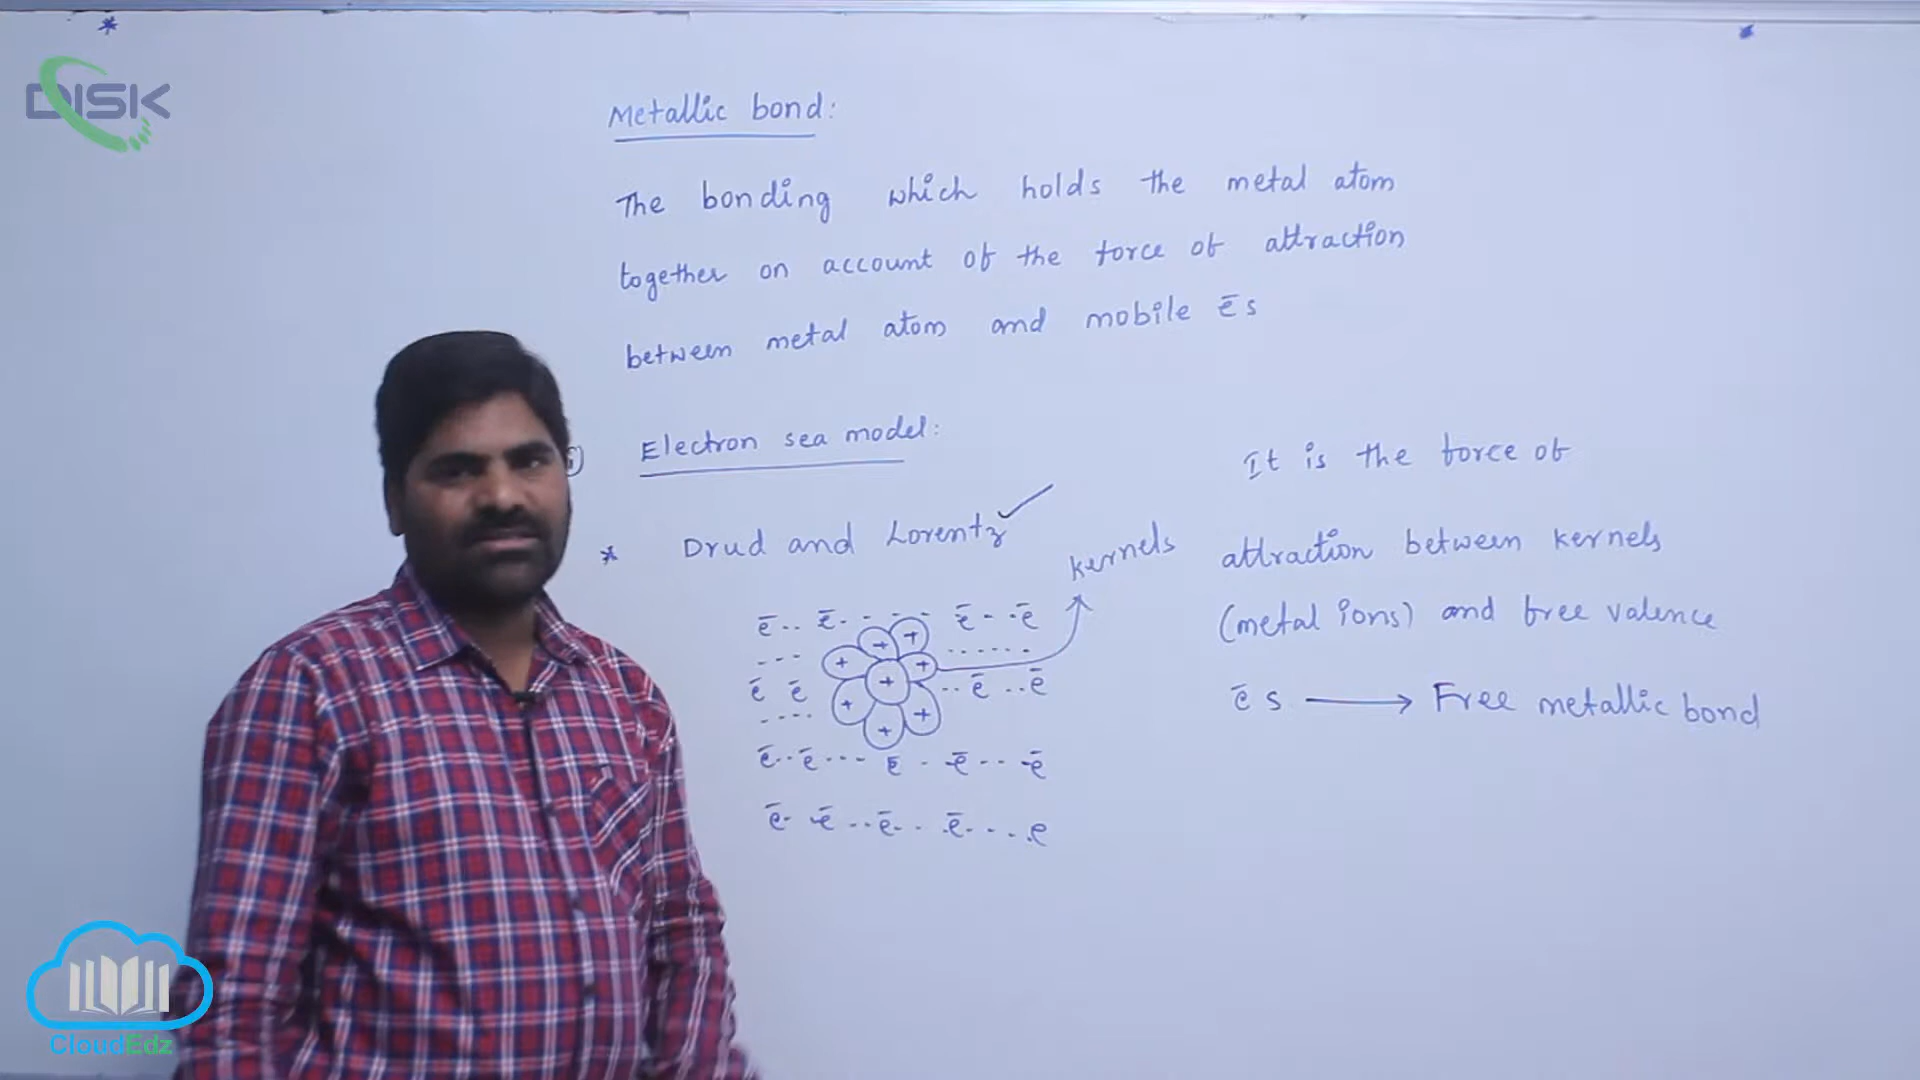 DISK
Metallic bond:
The bonding which holds the metal atom
together on account of the force of attraction
between metal atom and mobile ēs
Electron sea model:
* Drud and Lorentz ✓
kernels
ē.. ē.. - - ē - - ē
+ + + + + + + + 
ē ē .. ē .. ē
ē.. ē --- ē . - ē -- - ē
ē. - ē .. ē. . ē. - - . e
It is the force of
attraction between kernels
(metal ions) and free valence
ē s ⟶ Free metallic bond
CloudEdz